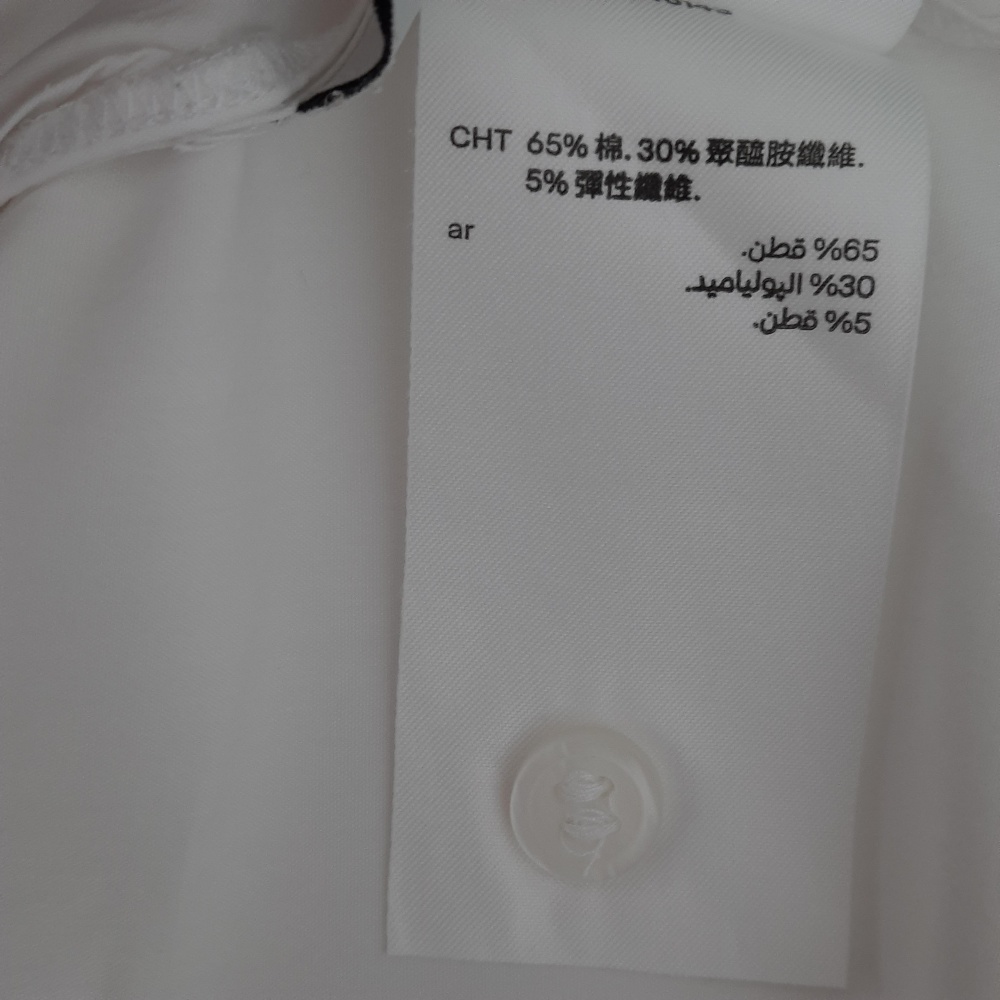 CHT 65% 棉. 30% 聚醯胺纖維.
5% 彈性纖維.
ar
%65 قطن.
%30 الپولياميد.
%5 قطن.